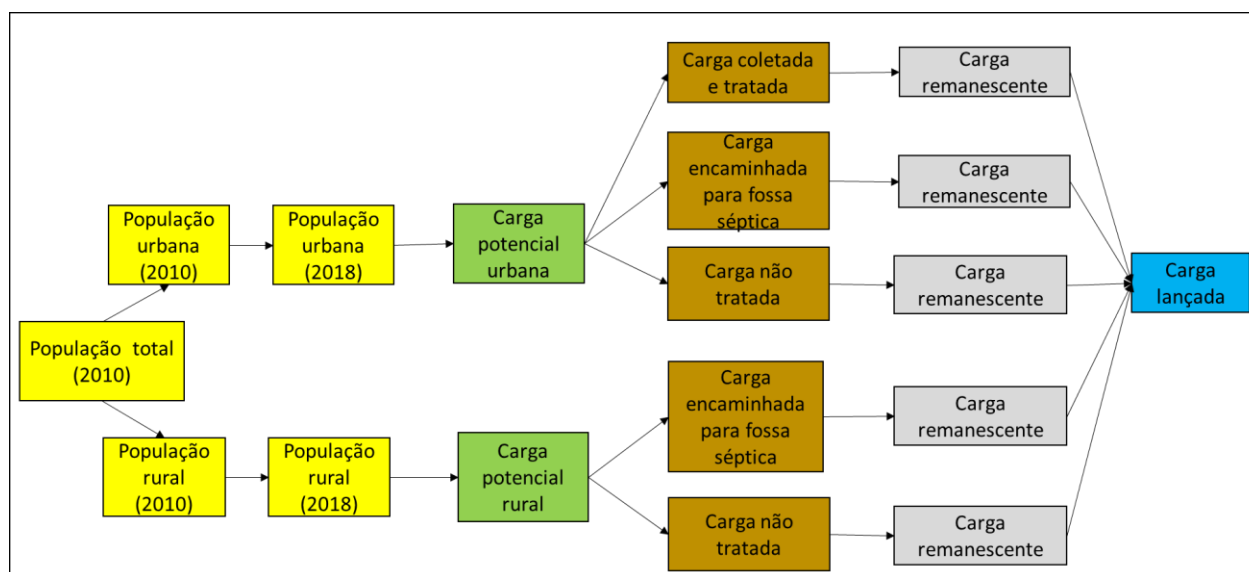 Carga coletada
e tratada
Carga
remanescente
Carga
encaminhada
para fossa
séptica
Carga
remanescente
População
urbana
(2010)
População
urbana
(2018)
Carga
potencial
urbana
Carga não
tratada
Carga
remanescente
Carga
lançada
População total
(2010)
População
rural
(2010)
População
rural
(2018)
Carga
potencial
rural
Carga
encaminhada
para fossa
séptica
Carga
remanescente
Carga não
tratada
Carga
remanescente